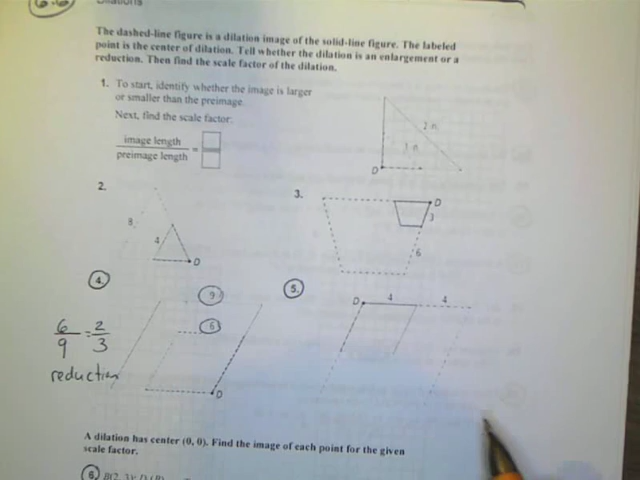 6-6
Dilations
The dashed-line figure is a dilation image of the solid-line figure. The labeled
point is the center of dilation. Tell whether the dilation is an enlargement or a
reduction. Then find the scale factor of the dilation.
1. To start, identify whether the image is larger
or smaller than the preimage.
Next, find the scale factor.
image length
preimage length
=
2 in.
1 in.
D
2.
8
4
D
3.
D
3
6
4.
9
6
D
6/9 = 2/3
reduction
5.
D
4
4
A dilation has center (0, 0). Find the image of each point for the given
scale factor.
6